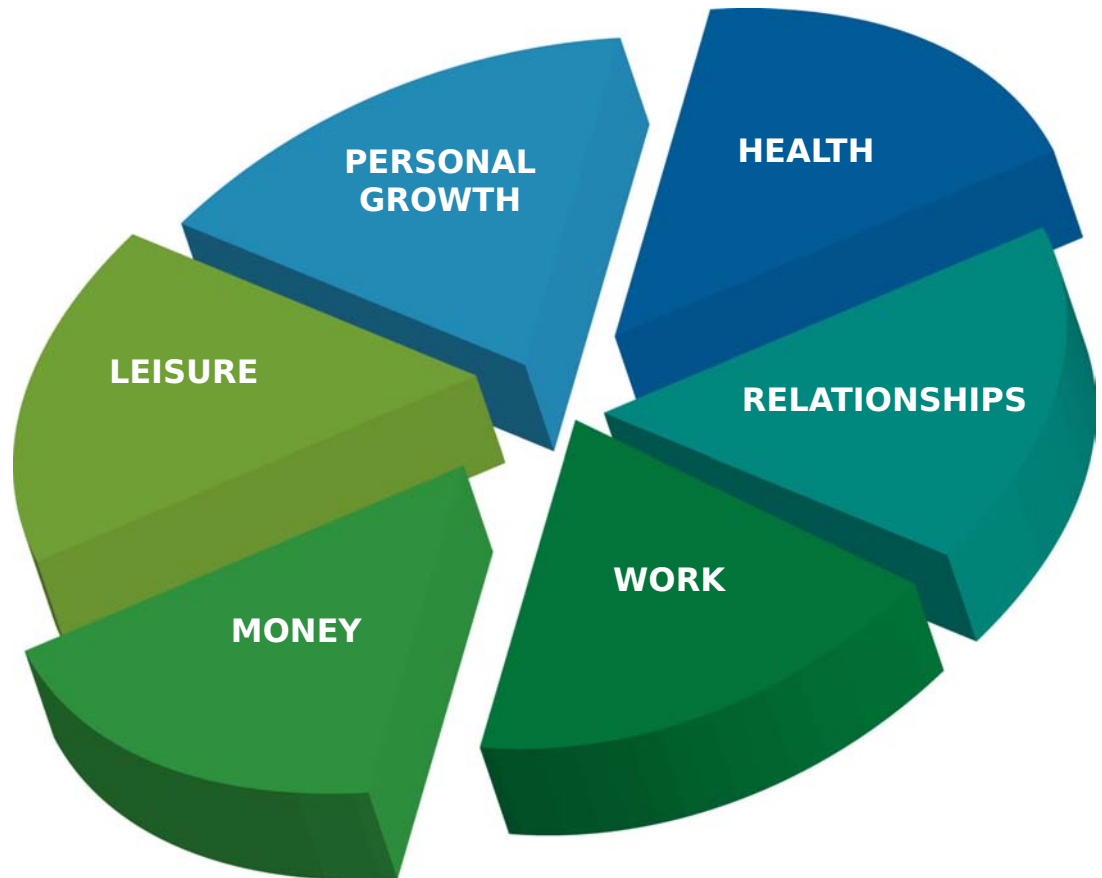 PERSONAL
GROWTH
HEALTH
LEISURE
RELATIONSHIPS
WORK
MONEY